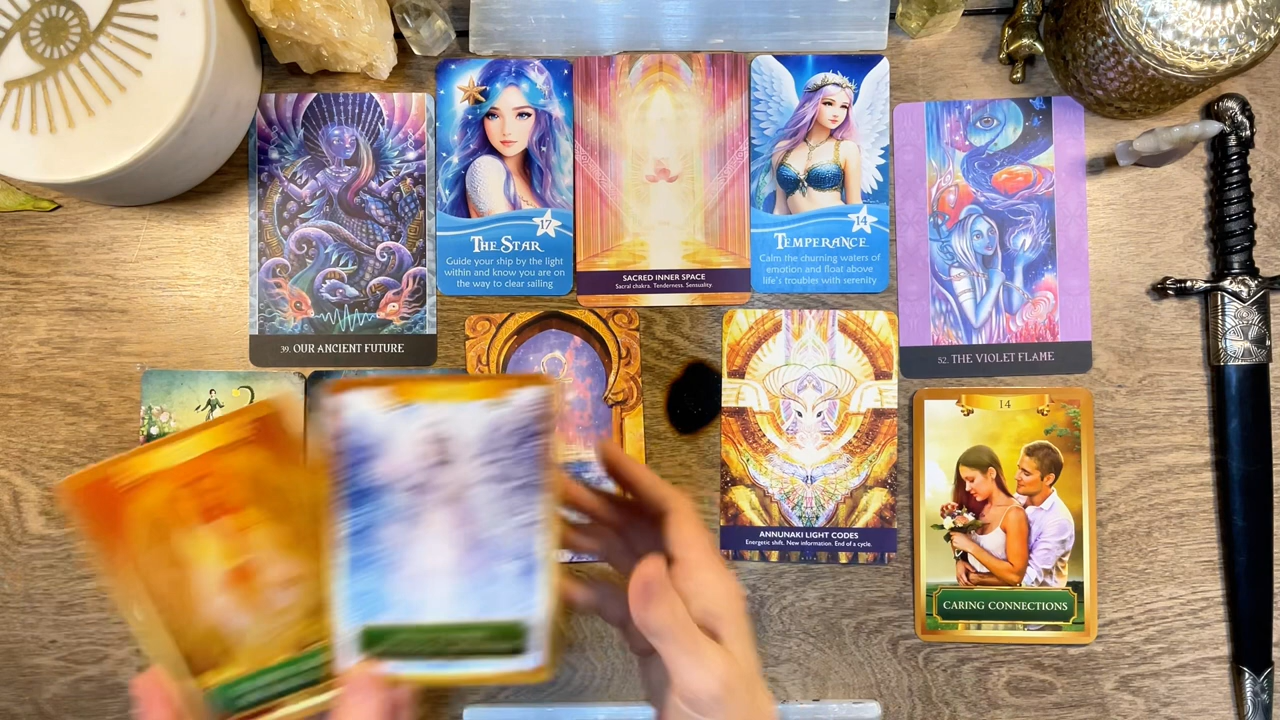 39. OUR ANCIENT FUTURE
17
THE STAR
Guide your ship by the light
within and know you are on
the way to clear sailing
SACRED INNER SPACE
Sacral chakra. Tenderness. Sensuality.
14
TEMPERANCE
Calm the churning waters of
emotion and float above
life's troubles with serenity
52. THE VIOLET FLAME
ANNUNAKI LIGHT CODES
Energetic shift. New information. End of a cycle.
14
CARING CONNECTIONS